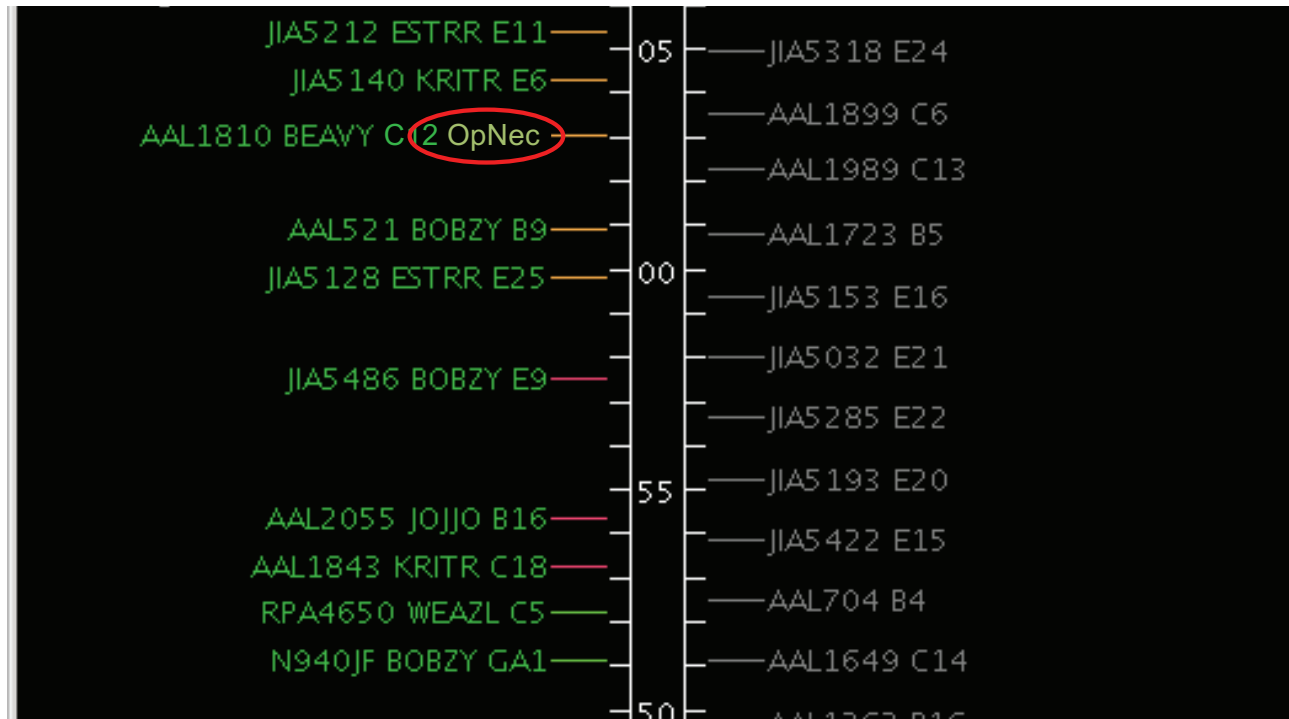 JIA5212 ESTRR E11
JIA5140 KRITR E6
AAL1810 BEAVY C12 OpNec
AAL521 BOBZY B9
JIA5128 ESTRR E25
JIA5486 BOBZY E9
AAL2055 JOJJO B16
AAL1843 KRITR C18
RPA4650 WEAZL C5
N940JF BOBZY GA1
05
00
55
50
JIA5318 E24
AAL1899 C6
AAL1989 C13
AAL1723 B5
JIA5153 E16
JIA5032 E21
JIA5285 E22
JIA5193 E20
JIA5422 E15
AAL704 B4
AAL1649 C14